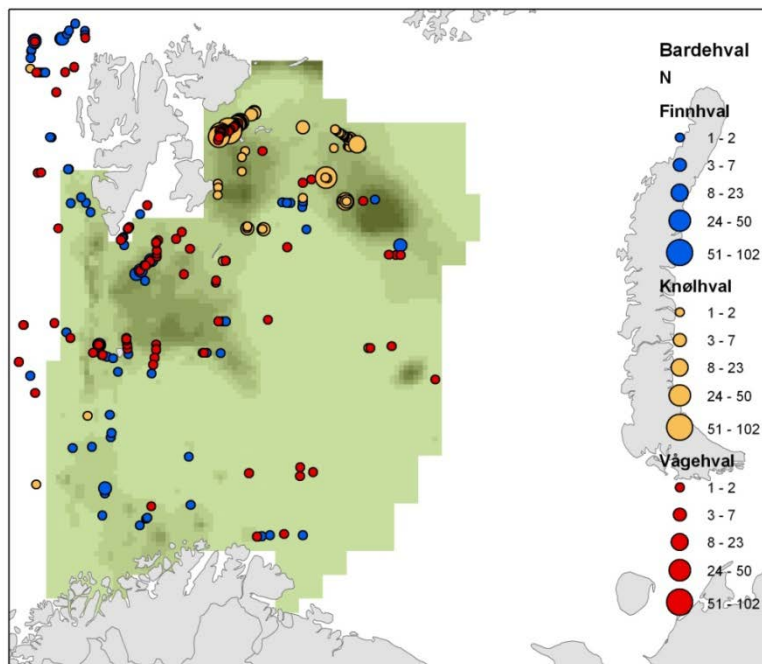 Bardehval
N
Finnhval
1 - 2
3 - 7
8 - 23
24 - 50
51 - 102
Knølhval
1 - 2
3 - 7
8 - 23
24 - 50
51 - 102
Vågehval
1 - 2
3 - 7
8 - 23
24 - 50
51 - 102